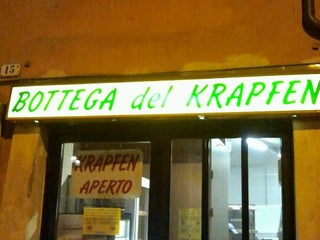 15
BOTTEGA del KRAPFEN
KRAPFEN
APERTO